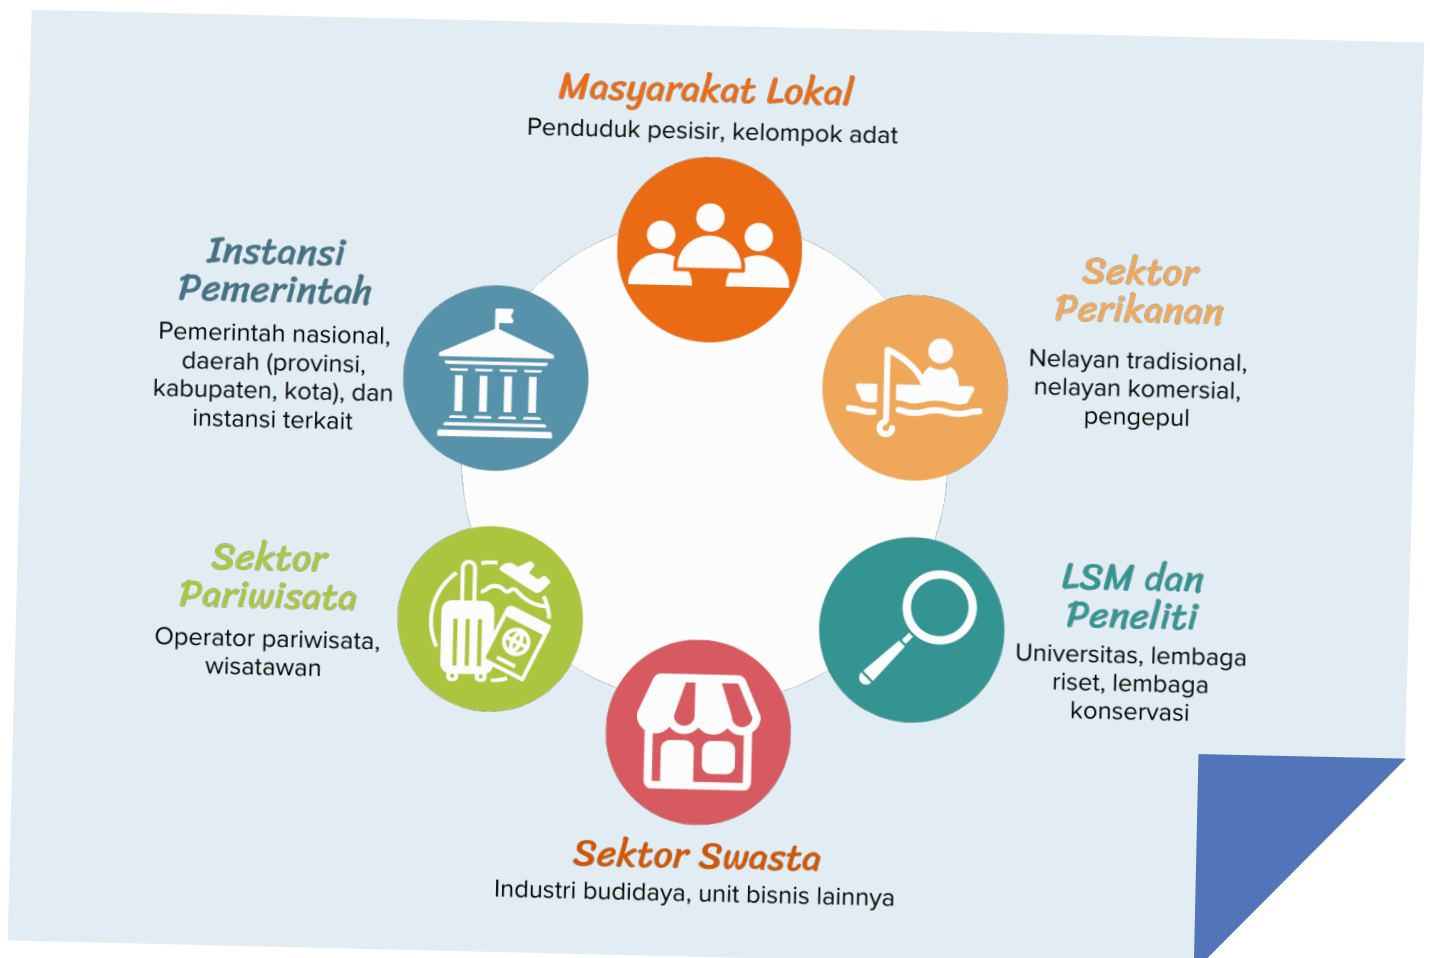 Masyarakat Lokal
Penduduk pesisir, kelompok adat
Instansi
Pemerintah
Pemerintah nasional,
daerah (provinsi,
kabupaten, kota), dan
instansi terkait
Sektor
Perikanan
Nelayan tradisional,
nelayan komersial,
pengepul
Sektor
Pariwisata
Operator pariwisata,
wisatawan
LSM dan
Peneliti
Universitas, lembaga
riset, lembaga
konservasi
Sektor Swasta
Industri budidaya, unit bisnis lainnya